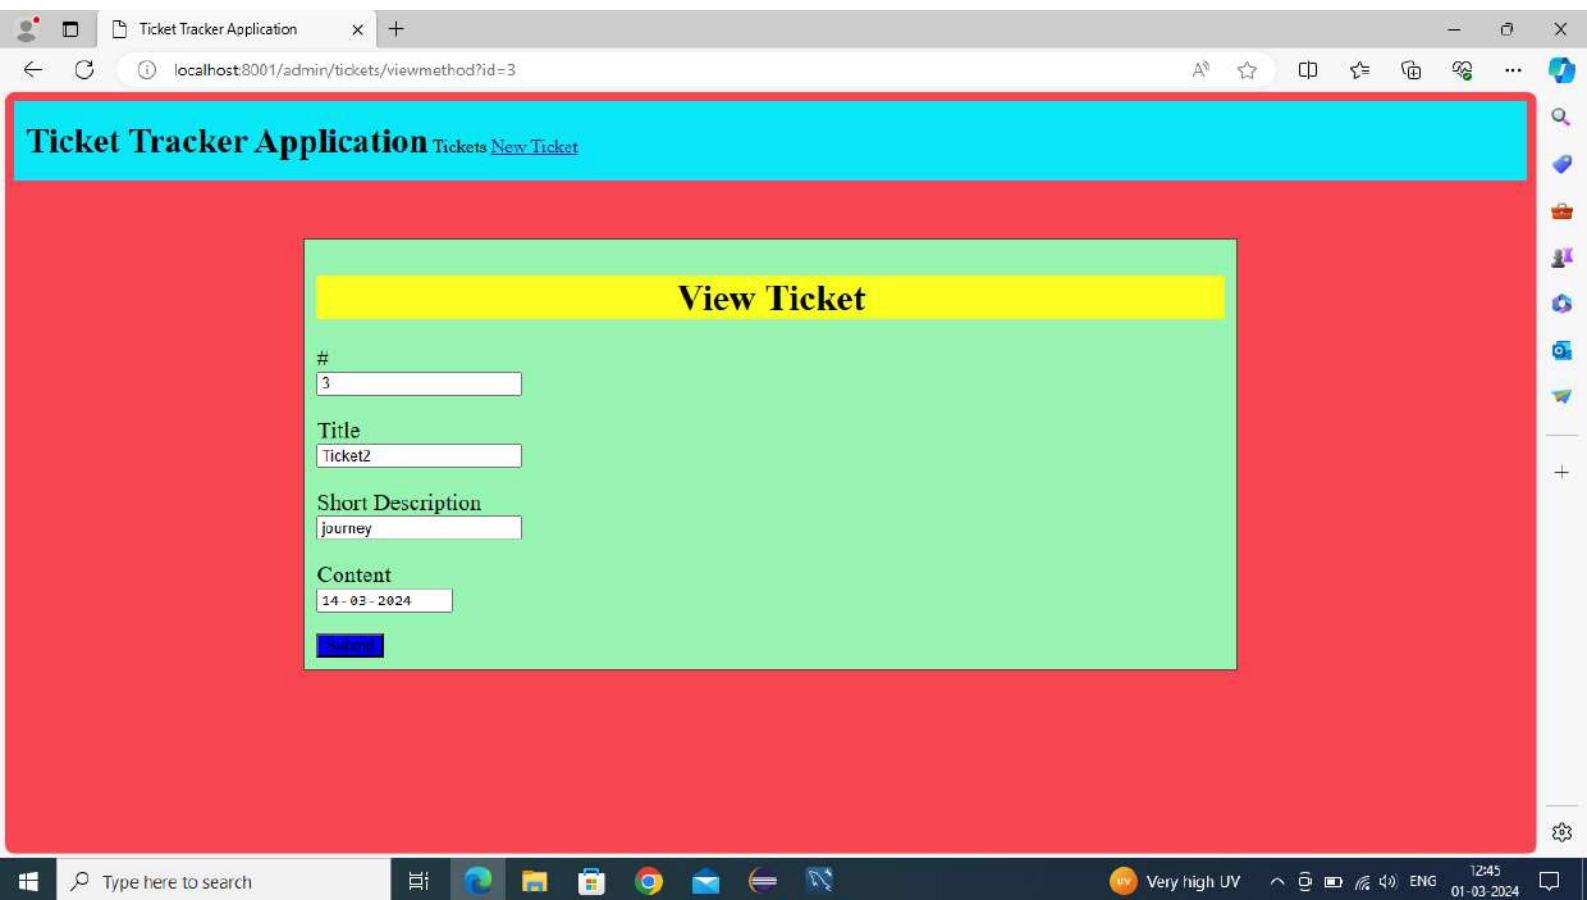 Ticket Tracker Application
localhost:8001/admin/tickets/viewmethod?id=3
Ticket Tracker Application Tickets New Ticket
View Ticket
#
3
Title
Ticket2
Short Description
journey
Content
14-03-2024
Submit
Type here to search
UV
Very high UV
ENG
12:45
01-03-2024